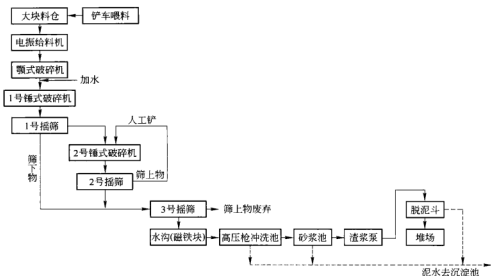 大块料仓
铲车喂料
电振给料机
颚式破碎机
加水
1号锤式破碎机
1号摇筛
人工铲
2号锤式破碎机
筛下物
2号摇筛
筛上物
3号摇筛
筛上物废弃
脱泥斗
水沟(磁铁块)
高压枪冲洗池
砂浆池
渣浆泵
堆场
泥水去沉淀池